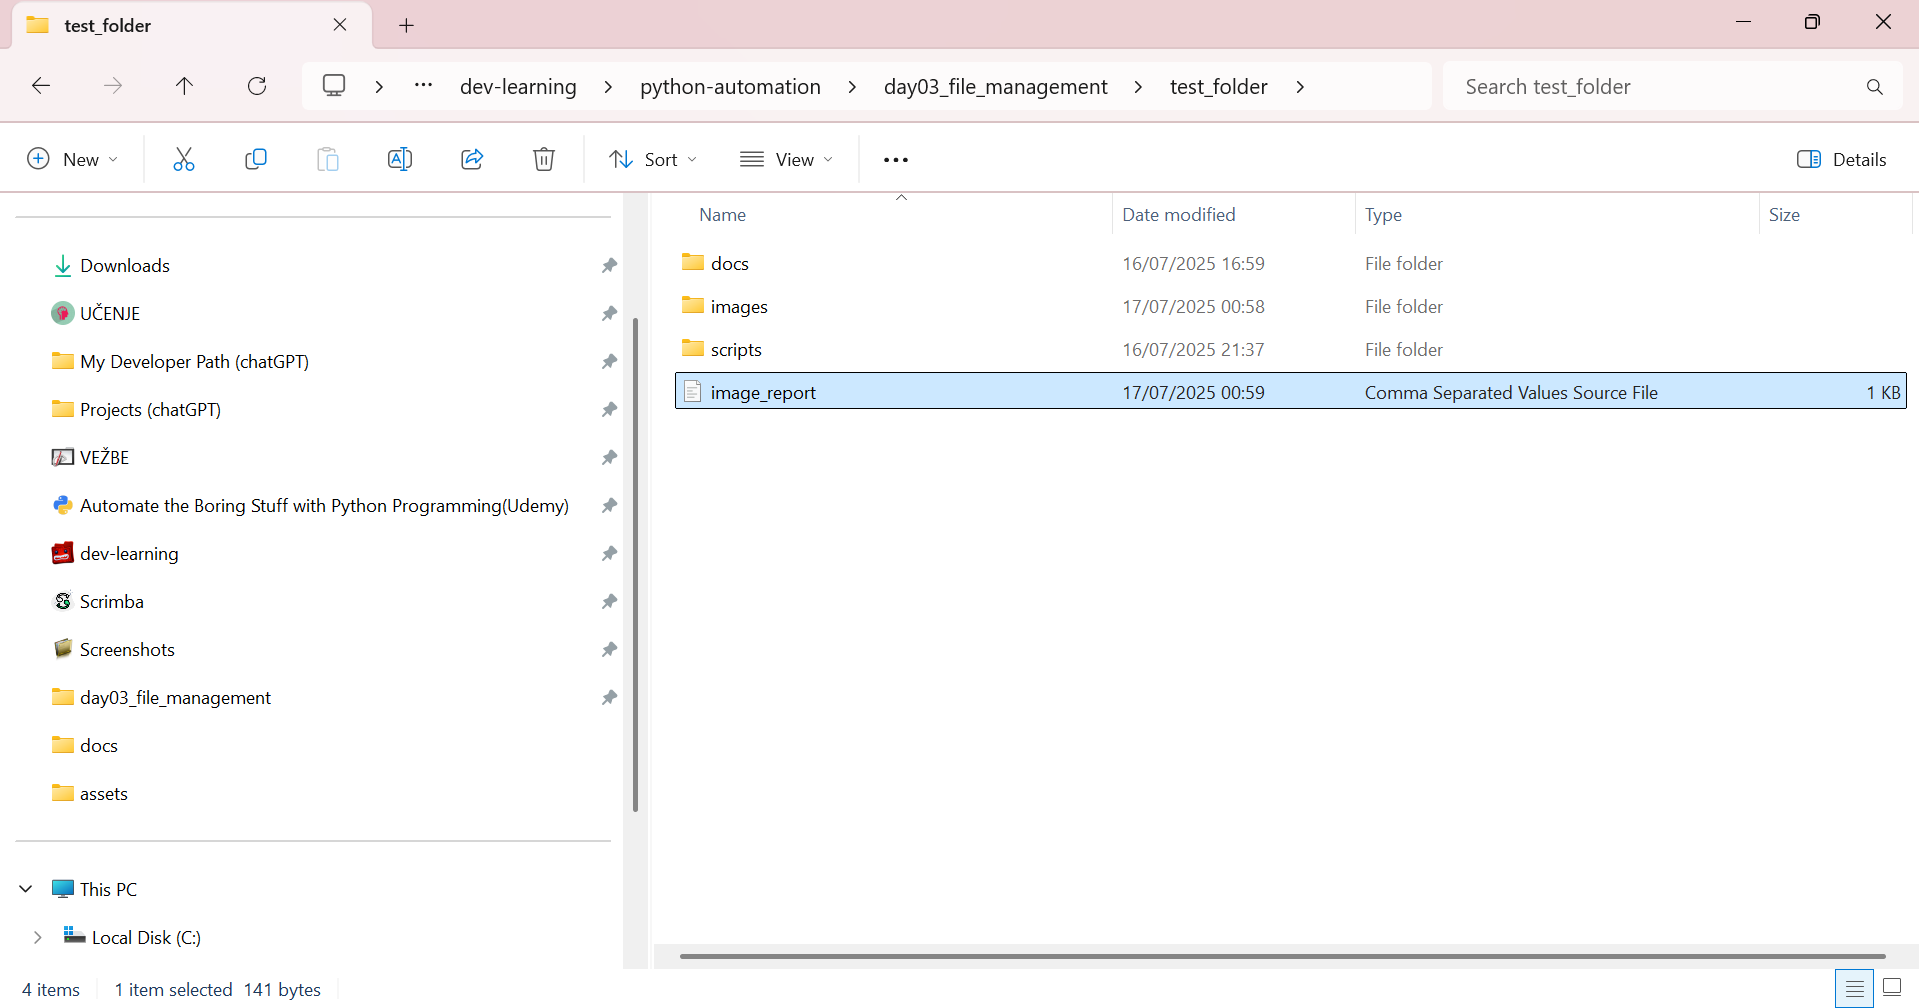 test_folder
dev-learning python-automation day03_file_management test_folder
Search test_folder
New Sort View Details
Name Date modified Type Size
Downloads
UČENJE
My Developer Path (chatGPT)
Projects (chatGPT)
VEŽBE
Automate the Boring Stuff with Python Programming(Udemy)
dev-learning
Scrimba
Screenshots
day03_file_management
docs
assets
This PC
Local Disk (C:)
docs 16/07/2025 16:59 File folder
images 17/07/2025 00:58 File folder
scripts 16/07/2025 21:37 File folder
image_report 17/07/2025 00:59 Comma Separated Values Source File 1 KB
4 items 1 item selected 141 bytes